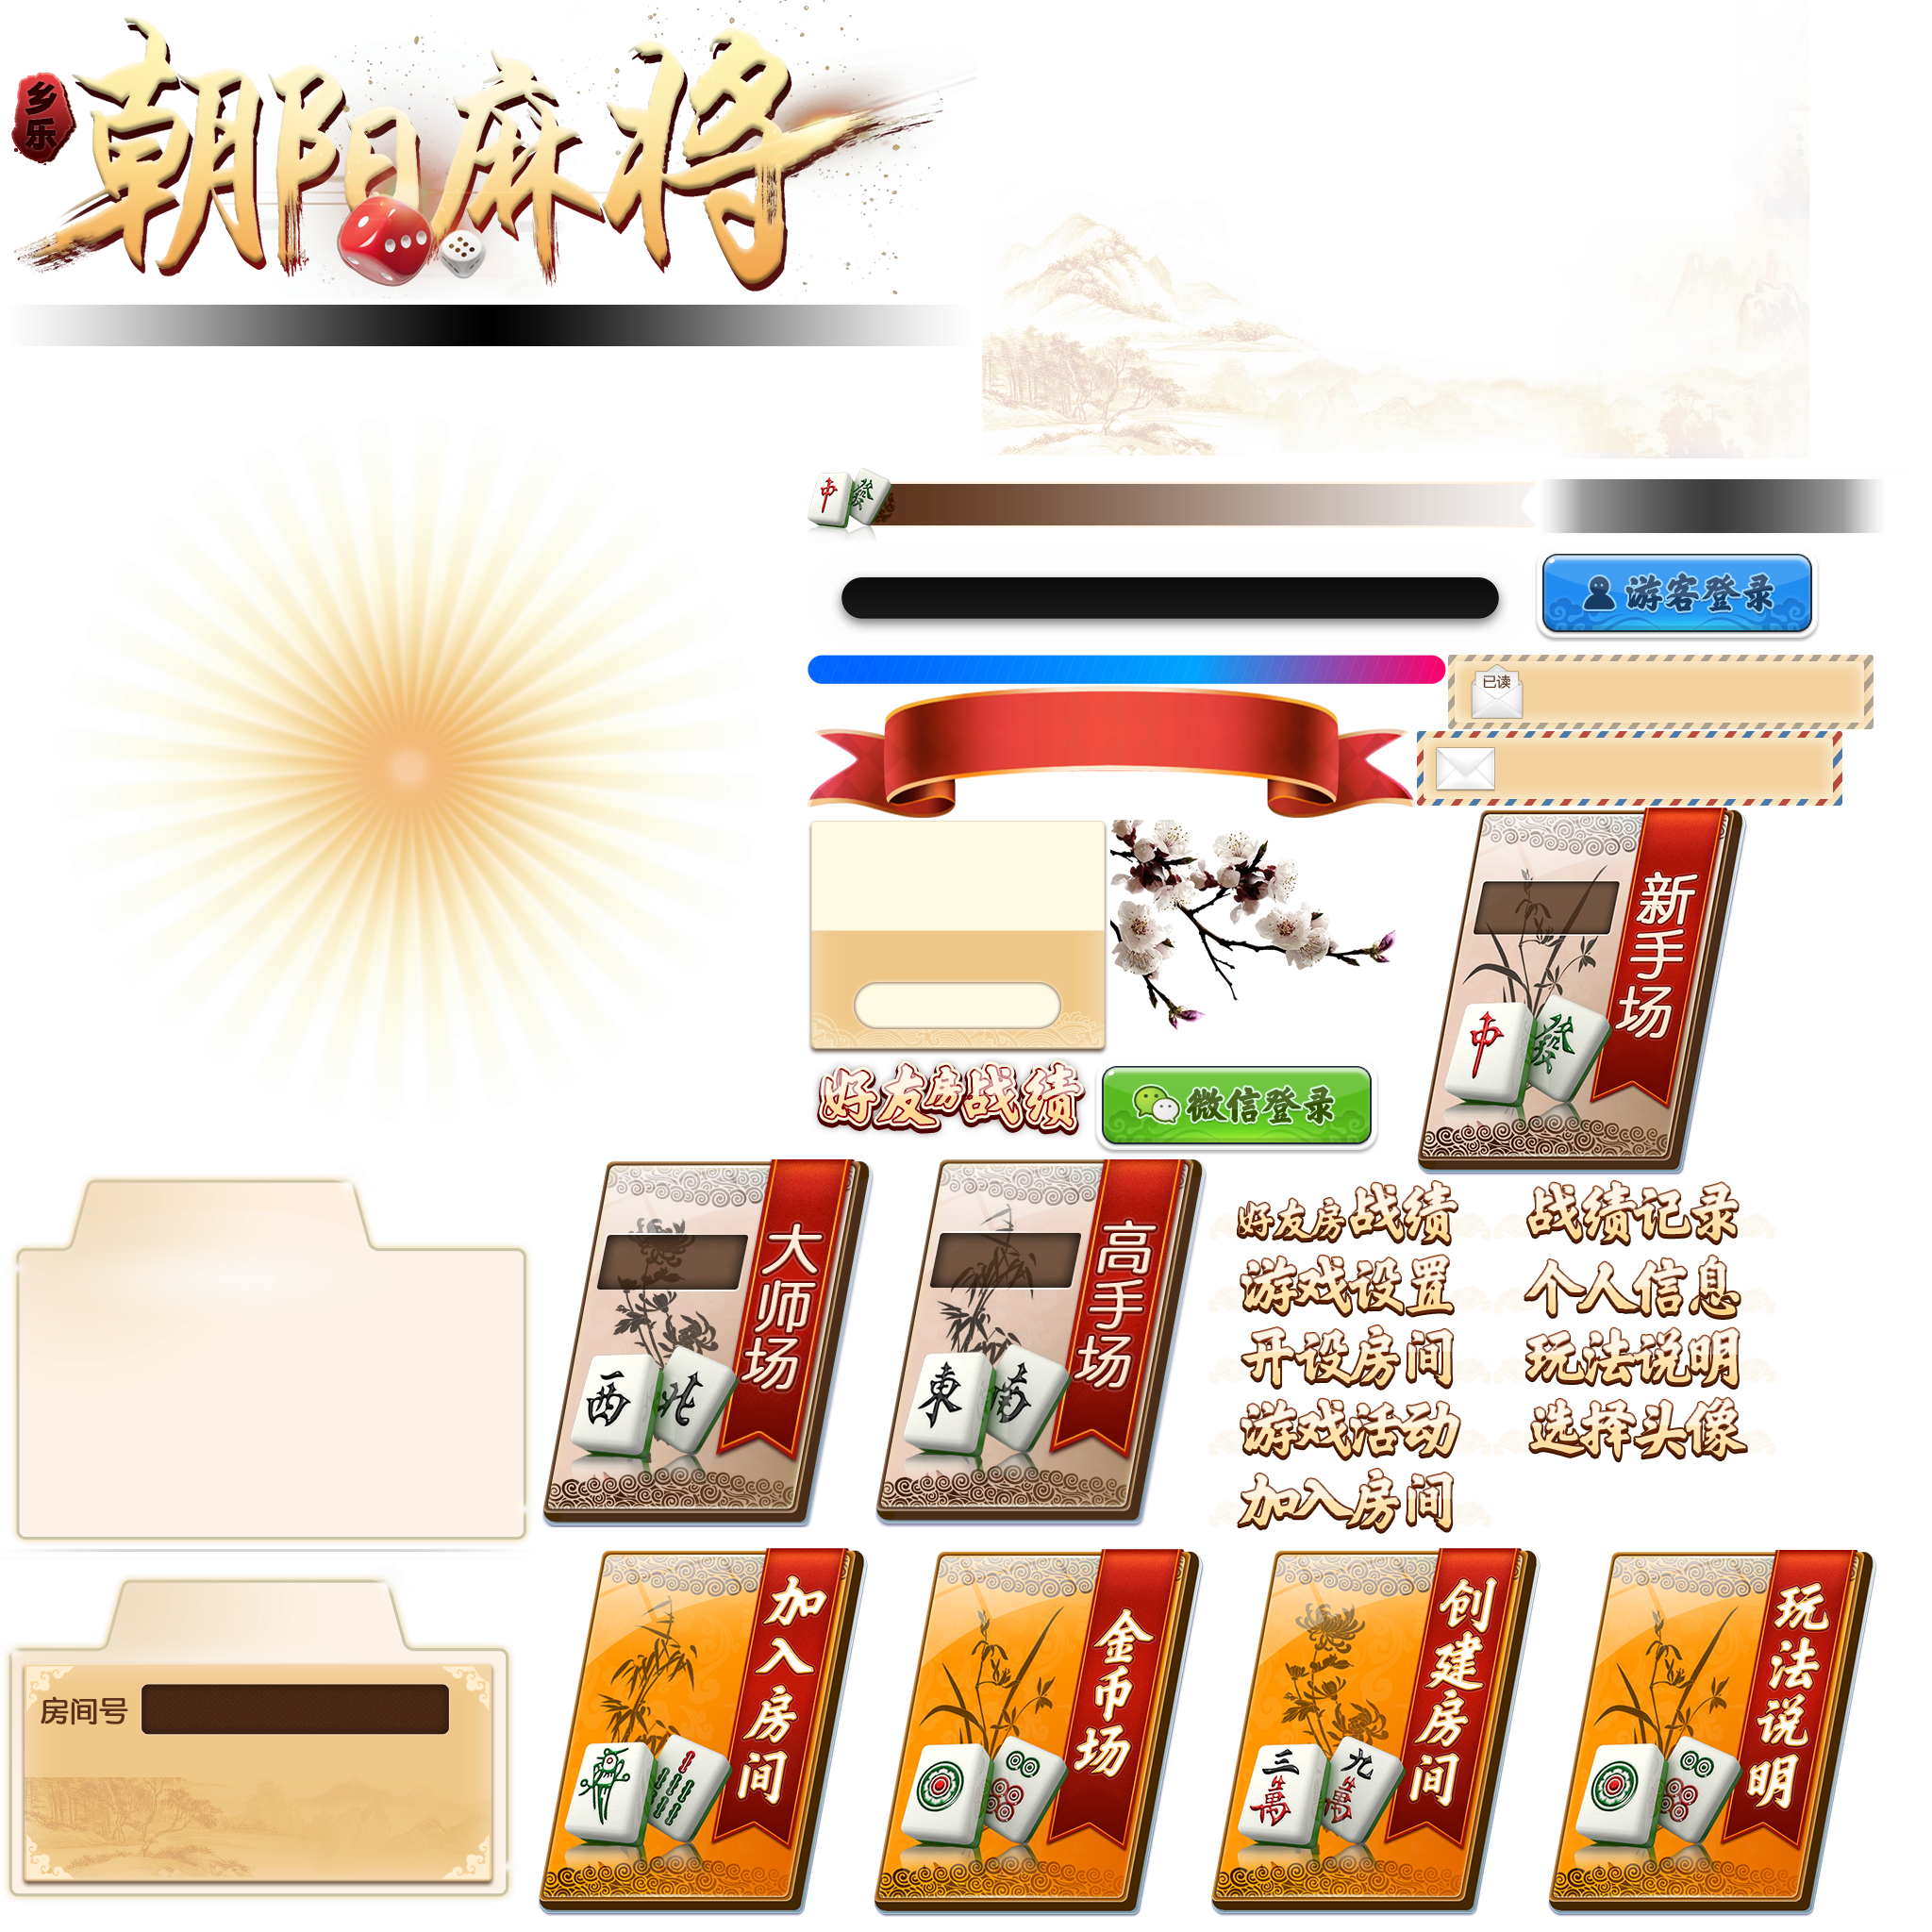 乡乐
朝阳麻将
中 發
游客登录
已读
新手场
中 發
好友房战绩
微信登录
大师场
西 北
高手场
東 南
好友房战绩
战绩记录
游戏设置
个人信息
开设房间
玩法说明
游戏活动
选择头像
加入房间
房间号
加入房间
金币场
创建房间
三萬 九萬
玩法说明